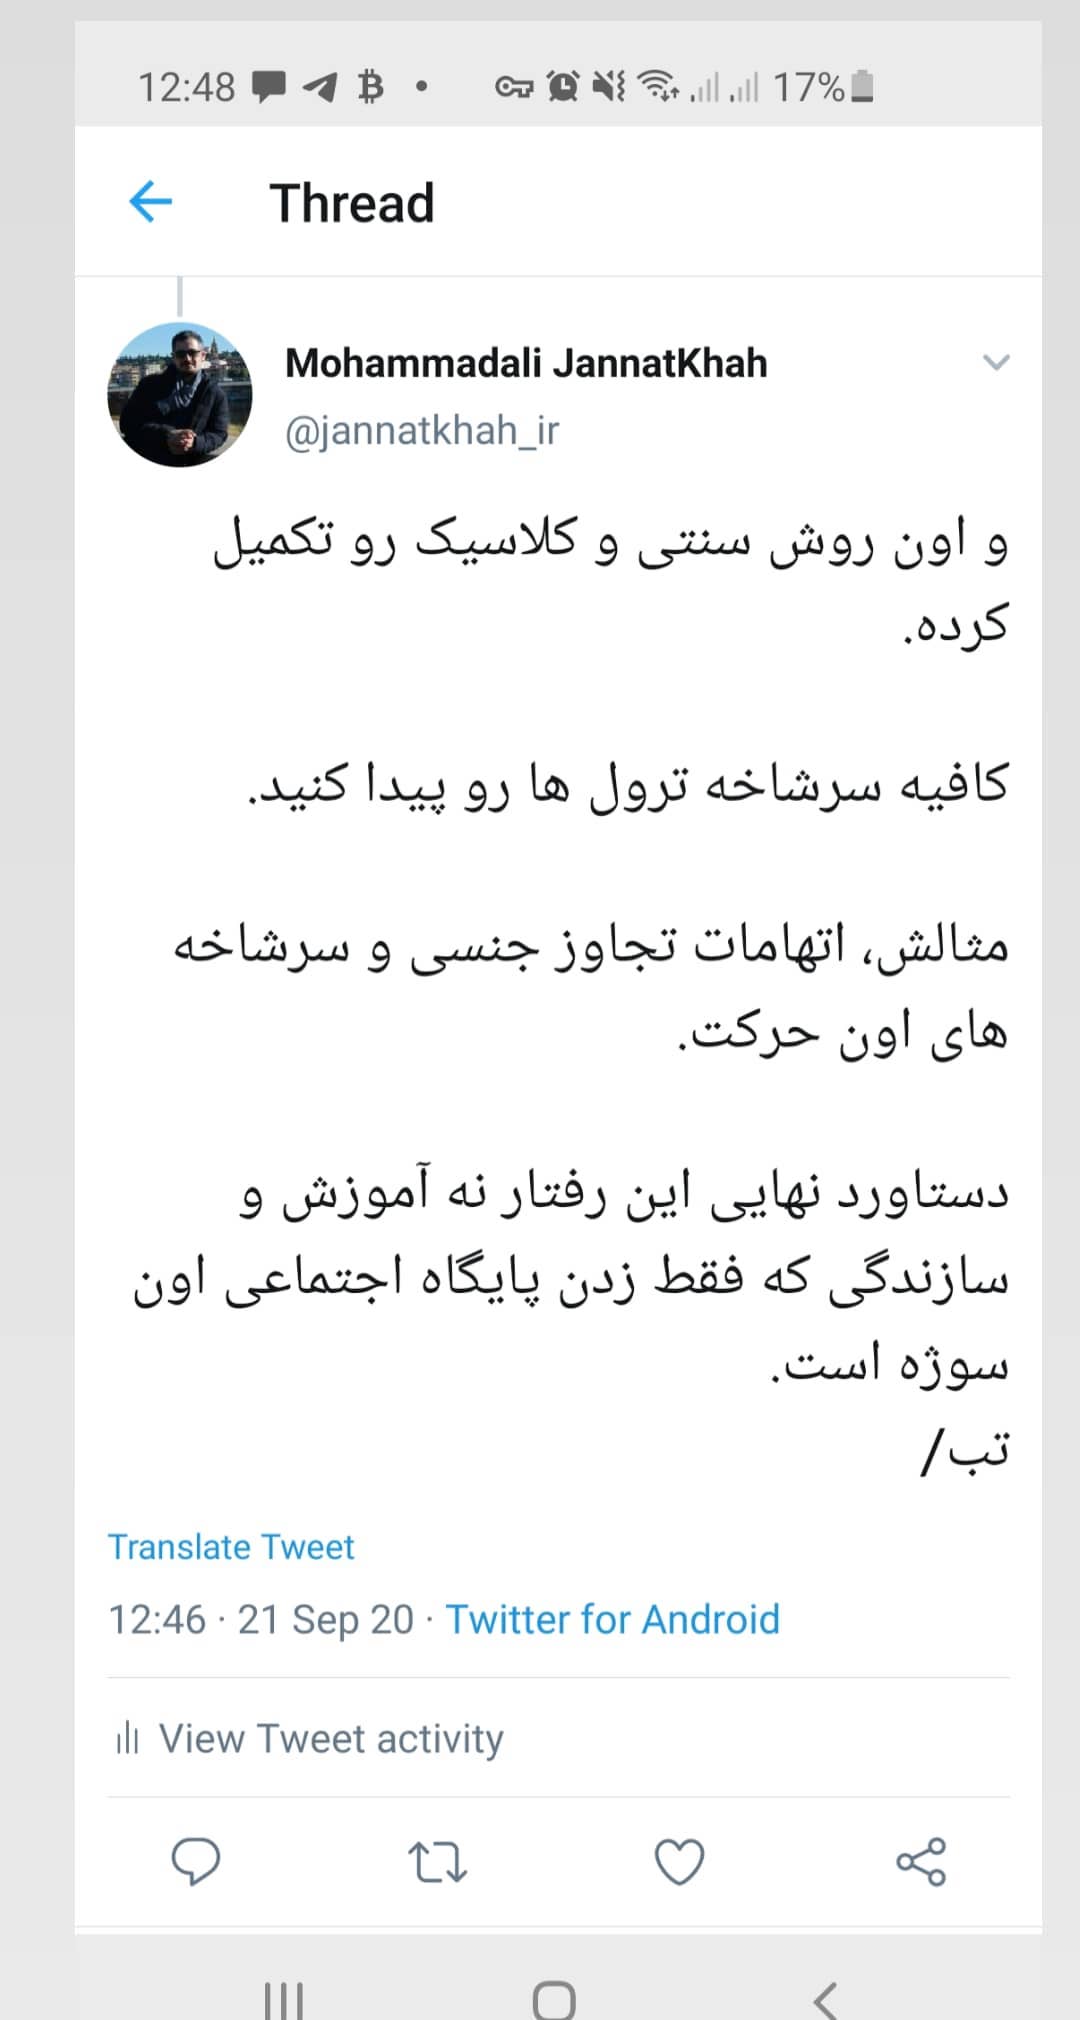 12:48 17%
Thread
Mohammadali JannatKhah
@jannatkhah_ir
و اون روش سنتی و کلاسیک رو تکمیل
کرده.
کافیه سرشاخه ترول ها رو پیدا کنید.
مثالش، اتهامات تجاوز جنسی و سرشاخه
های اون حرکت.
دستاورد نهایی این رفتار نه آموزش و
سازندگی که فقط زدن پایگاه اجتماعی اون
سوژه است.
تب/
Translate Tweet
12:46 · 21 Sep 20 · Twitter for Android
View Tweet activity